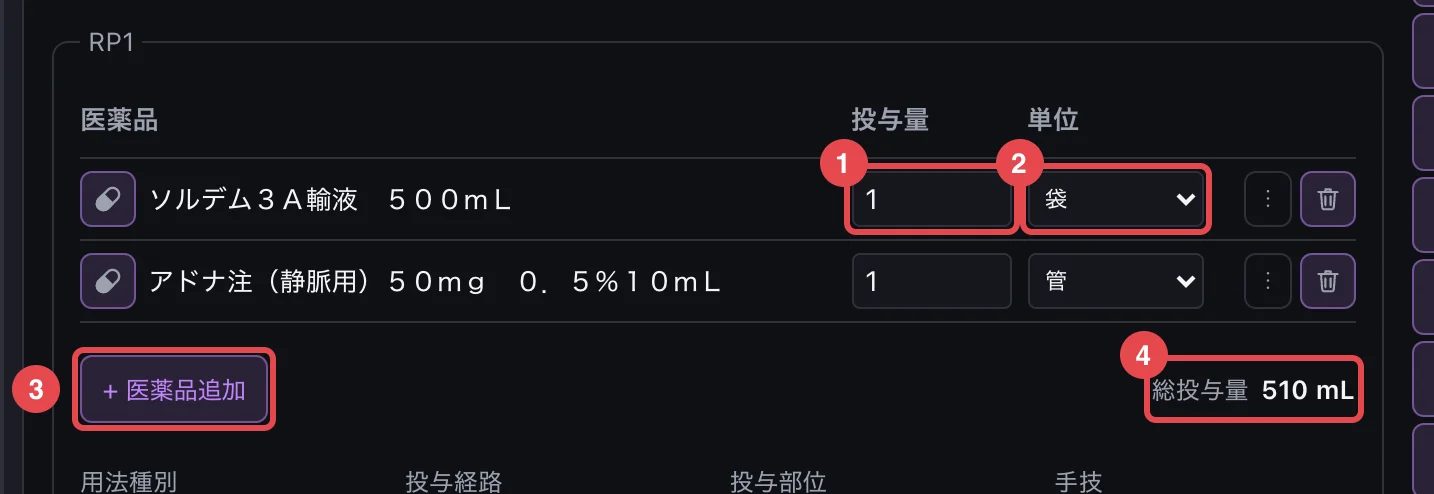 RP1
医薬品 投与量 単位
1 2
ソルデム３Ａ輸液　５００ｍＬ 1 袋
アドナ注（静脈用）５０ｍｇ　０．５％１０ｍＬ 1 管
3 + 医薬品追加
4
総投与量 510 mL
用法種別 投与経路 投与部位 手技